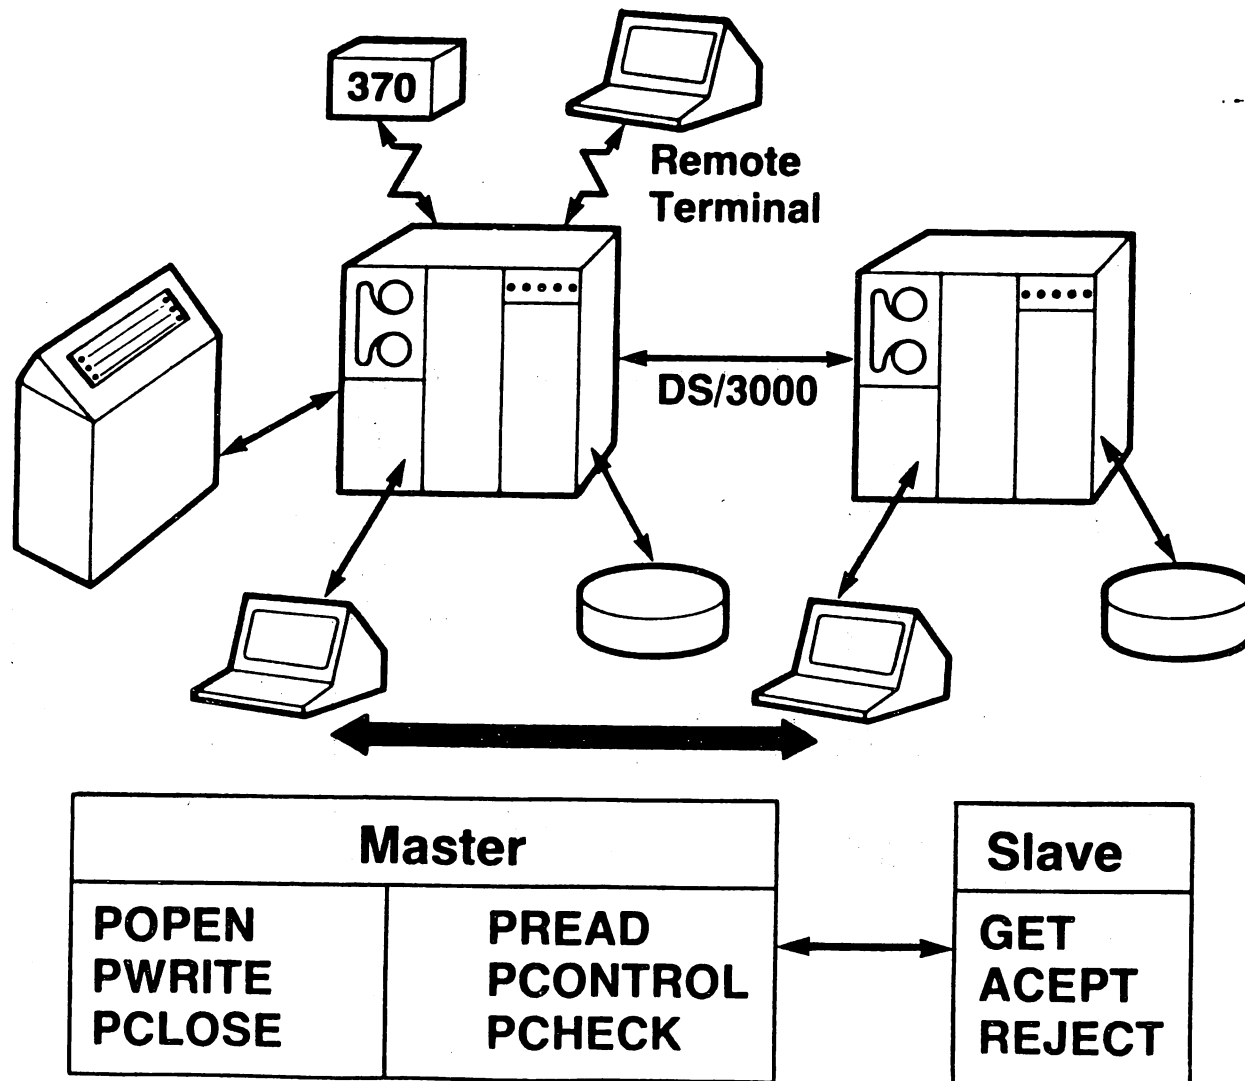 370
Remote
Terminal
DS/3000
Master
POPEN
PWRITE
PCLOSE
PREAD
PCONTROL
PCHECK
Slave
GET
ACEPT
REJECT